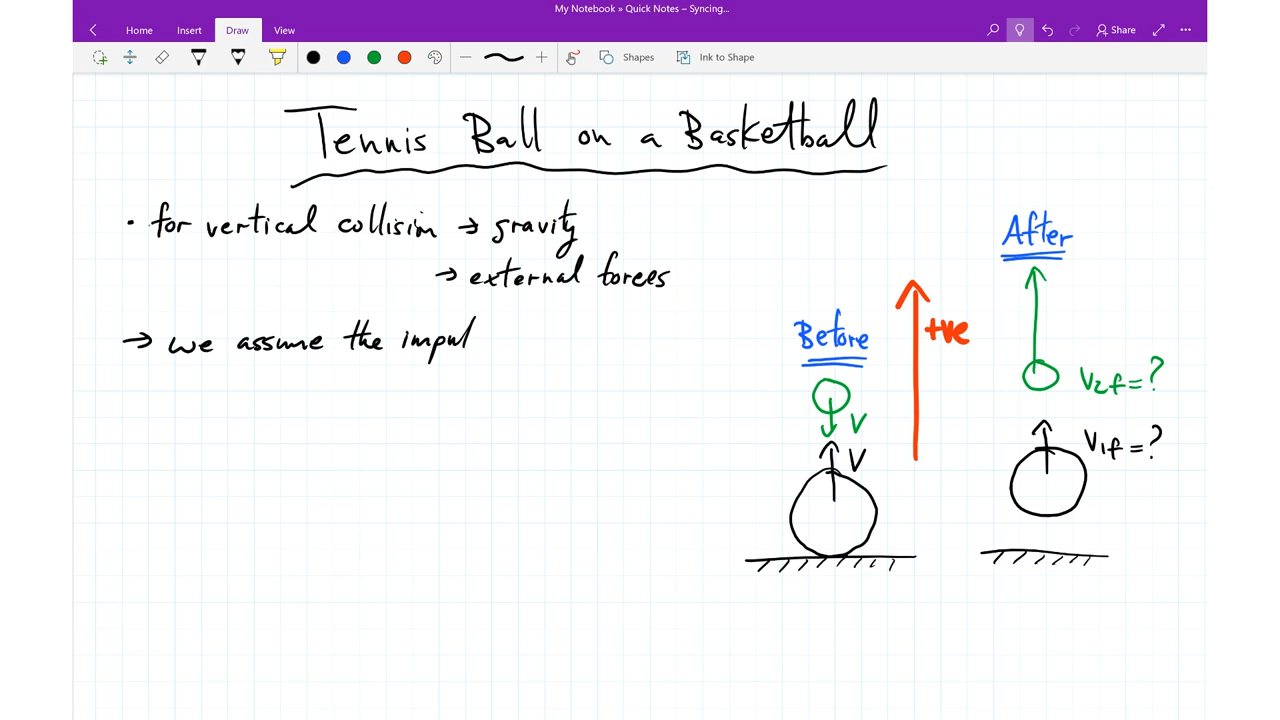 My Notebook » Quick Notes – Syncing...
Home Insert Draw View
Share
Shapes
Ink to Shape
Tennis Ball on a Basketball
• for vertical collision → gravity
→ external forces
→ we assume the impul
Before
V
V
+ve
After
V2f = ?
V1f = ?